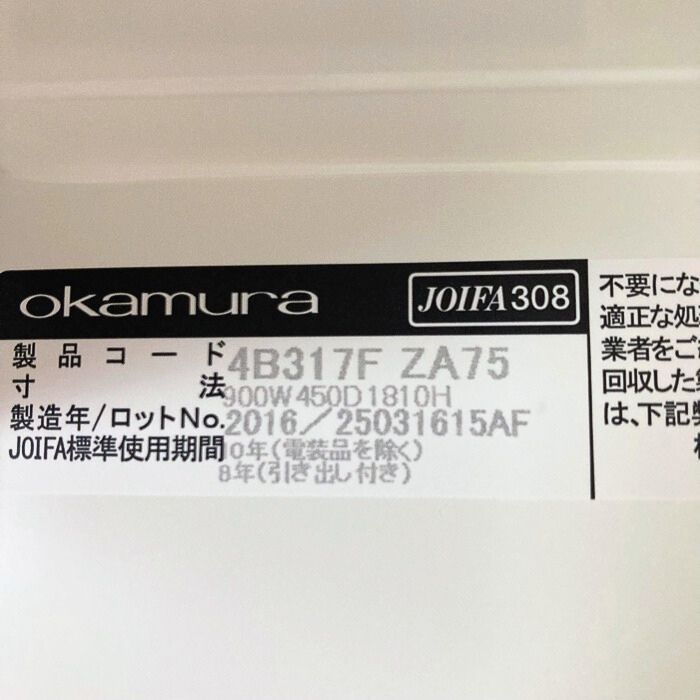 okamura JOIFA308
製品コード 4B317F ZA75
寸法 900W450D1810H
製造年/ロットNo. 2016/25031615AF
JOIFA標準使用期間 10年(電装品を除く)
8年(引き出し付き)
不要にな
適正な処
業者をご
回収した
は、下記